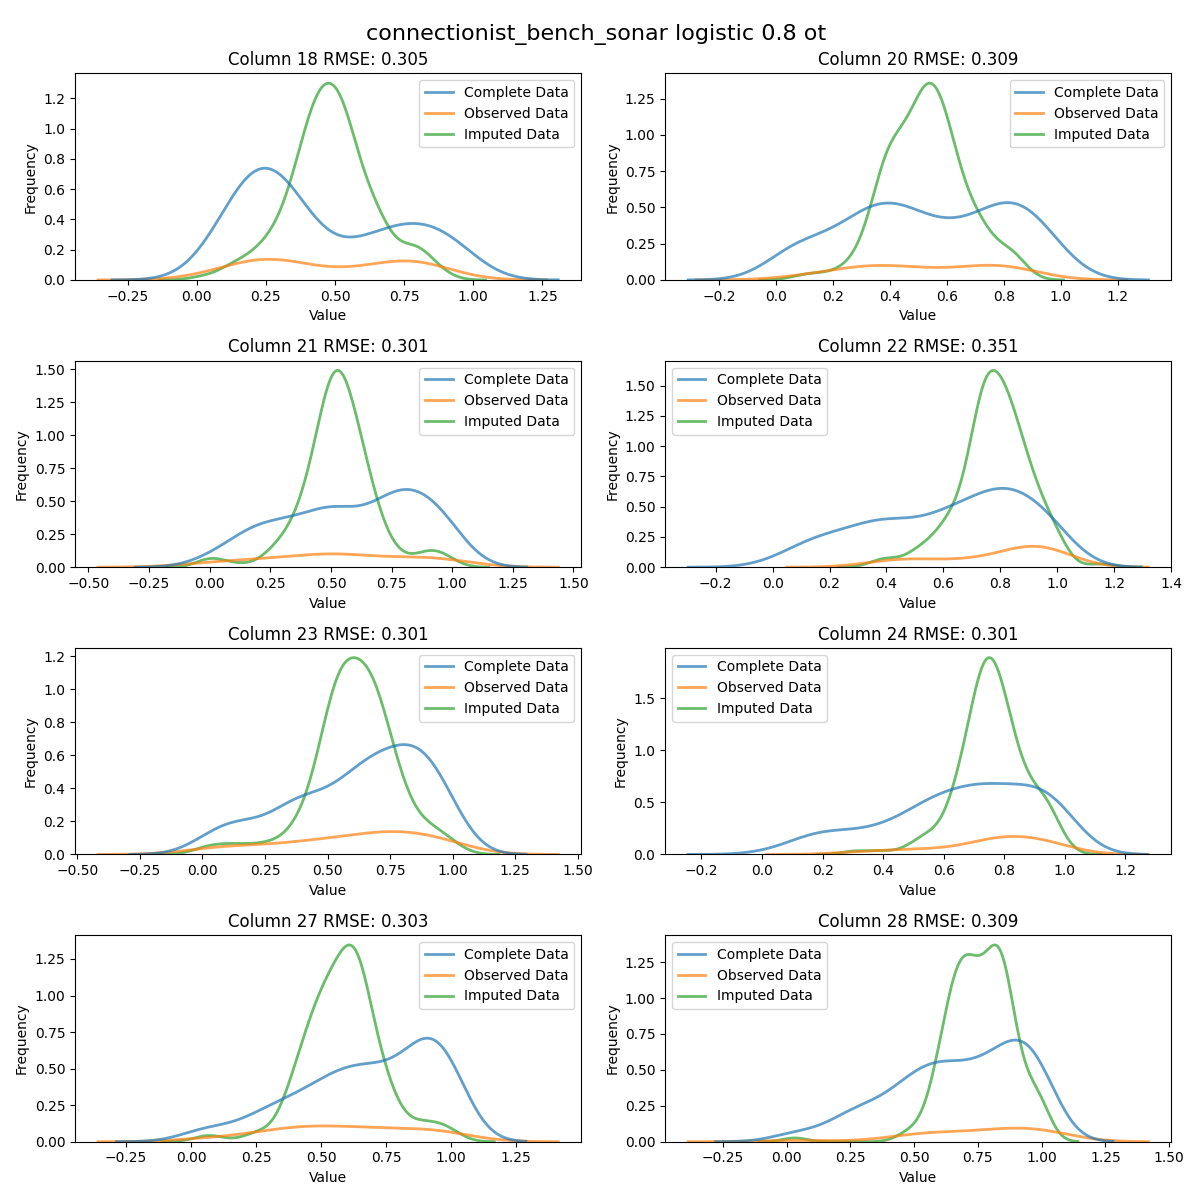 connectionist_bench_sonar logistic 0.8 ot
Column 18 RMSE: 0.305
Frequency
1.2
1.0
0.8
0.6
0.4
0.2
0.0
Complete Data
Observed Data
Imputed Data
−0.25 0.00 0.25 0.50 0.75 1.00 1.25
Value
Column 20 RMSE: 0.309
Frequency
1.25
1.00
0.75
0.50
0.25
0.00
Complete Data
Observed Data
Imputed Data
−0.2 0.0 0.2 0.4 0.6 0.8 1.0 1.2
Value
Column 21 RMSE: 0.301
Frequency
1.50
1.25
1.00
0.75
0.50
0.25
0.00
Complete Data
Observed Data
Imputed Data
−0.50 −0.25 0.00 0.25 0.50 0.75 1.00 1.25 1.50
Value
Column 22 RMSE: 0.351
Frequency
1.50
1.25
1.00
0.75
0.50
0.25
0.00
Complete Data
Observed Data
Imputed Data
−0.2 0.0 0.2 0.4 0.6 0.8 1.0 1.2 1.4
Value
Column 23 RMSE: 0.301
Frequency
1.2
1.0
0.8
0.6
0.4
0.2
0.0
Complete Data
Observed Data
Imputed Data
−0.50 −0.25 0.00 0.25 0.50 0.75 1.00 1.25 1.50
Value
Column 24 RMSE: 0.301
Frequency
1.5
1.0
0.5
0.0
Complete Data
Observed Data
Imputed Data
−0.2 0.0 0.2 0.4 0.6 0.8 1.0 1.2
Value
Column 27 RMSE: 0.303
Frequency
1.25
1.00
0.75
0.50
0.25
0.00
Complete Data
Observed Data
Imputed Data
−0.25 0.00 0.25 0.50 0.75 1.00 1.25
Value
Column 28 RMSE: 0.309
Frequency
1.25
1.00
0.75
0.50
0.25
0.00
Complete Data
Observed Data
Imputed Data
−0.25 0.00 0.25 0.50 0.75 1.00 1.25 1.50
Value